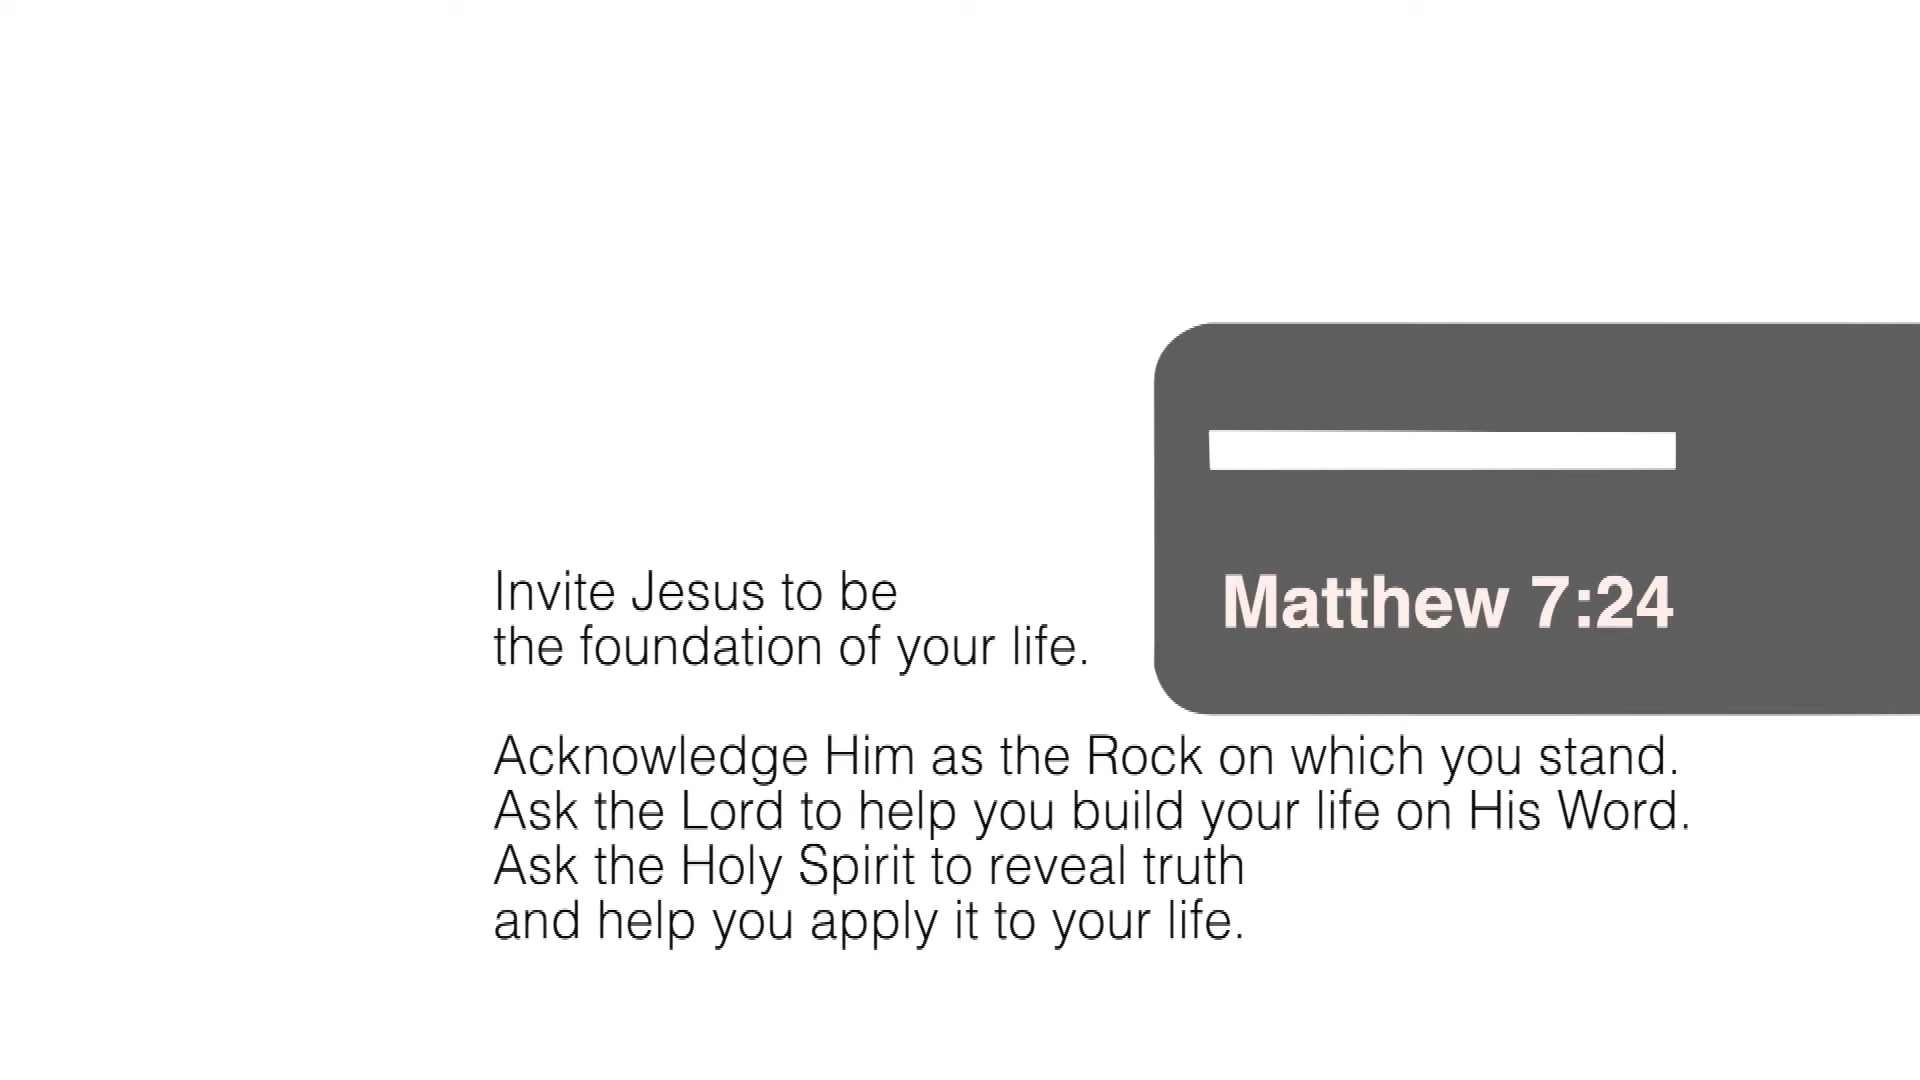 Matthew 7:24
Invite Jesus to be
the foundation of your life.
Acknowledge Him as the Rock on which you stand.
Ask the Lord to help you build your life on His Word.
Ask the Holy Spirit to reveal truth
and help you apply it to your life.